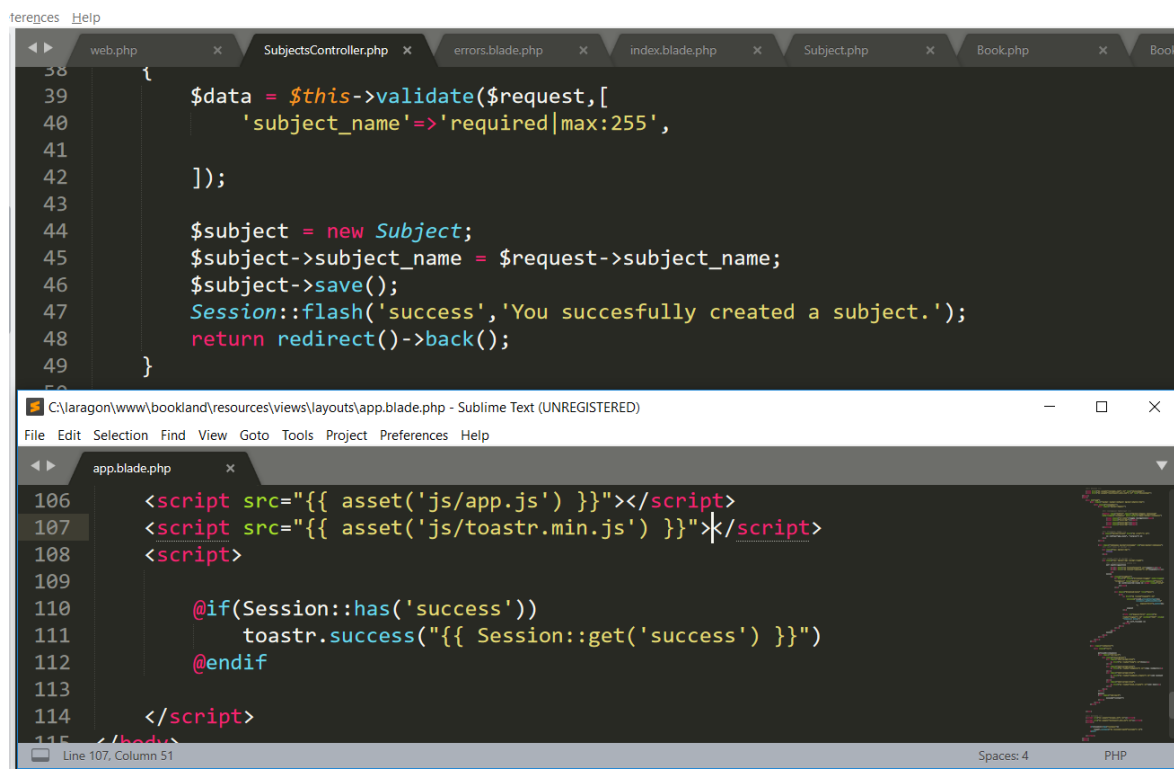 ferences Help
web.php × SubjectsController.php × errors.blade.php × index.blade.php × Subject.php × Book.php × Book
38 {
39 $data = $this->validate($request,[
40 'subject_name'=>'required|max:255',
41
42 ]);
43
44 $subject = new Subject;
45 $subject->subject_name = $request->subject_name;
46 $subject->save();
47 Session::flash('success','You succesfully created a subject.');
48 return redirect()->back();
49 }
50
C:\laragon\www\bookland\resources\views\layouts\app.blade.php - Sublime Text (UNREGISTERED)
File Edit Selection Find View Goto Tools Project Preferences Help
app.blade.php ×
106 <script src="{{ asset('js/app.js') }}"></script>
107 <script src="{{ asset('js/toastr.min.js') }}"></script>
108 <script>
109
110 @if(Session::has('success'))
111 toastr.success("{{ Session::get('success') }}")
112 @endif
113
114 </script>
115 </body>
Line 107, Column 51 Spaces: 4 PHP